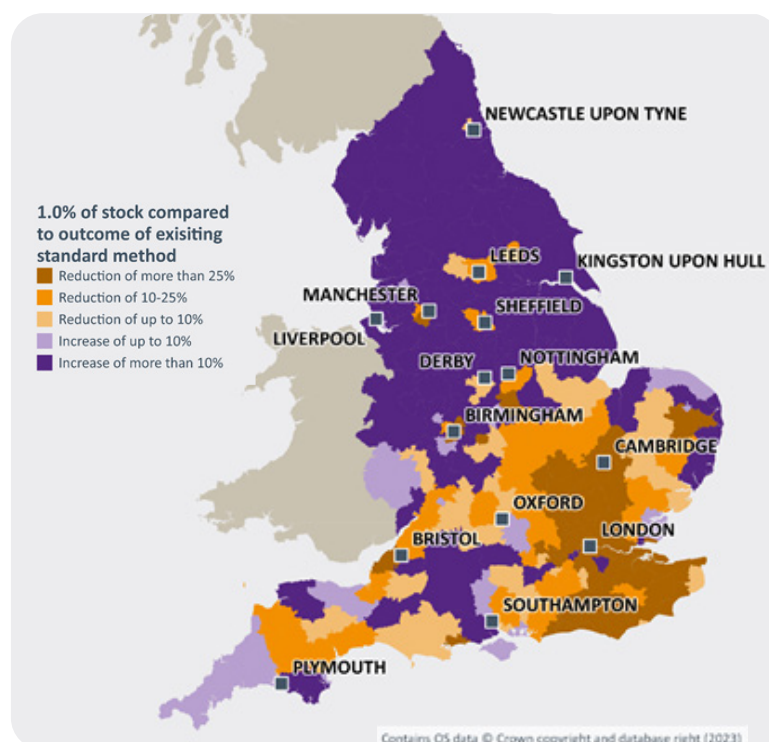 NEWCASTLE UPON TYNE
1.0% of stock compared
to outcome of exisiting
standard method
Reduction of more than 25%
Reduction of 10-25%
Reduction of up to 10%
Increase of up to 10%
Increase of more than 10%
LEEDS
KINGSTON UPON HULL
MANCHESTER
SHEFFIELD
LIVERPOOL
DERBY
NOTTINGHAM
BIRMINGHAM
CAMBRIDGE
OXFORD
LONDON
BRISTOL
SOUTHAMPTON
PLYMOUTH
Contains OS data © Crown copyright and database right (2023)